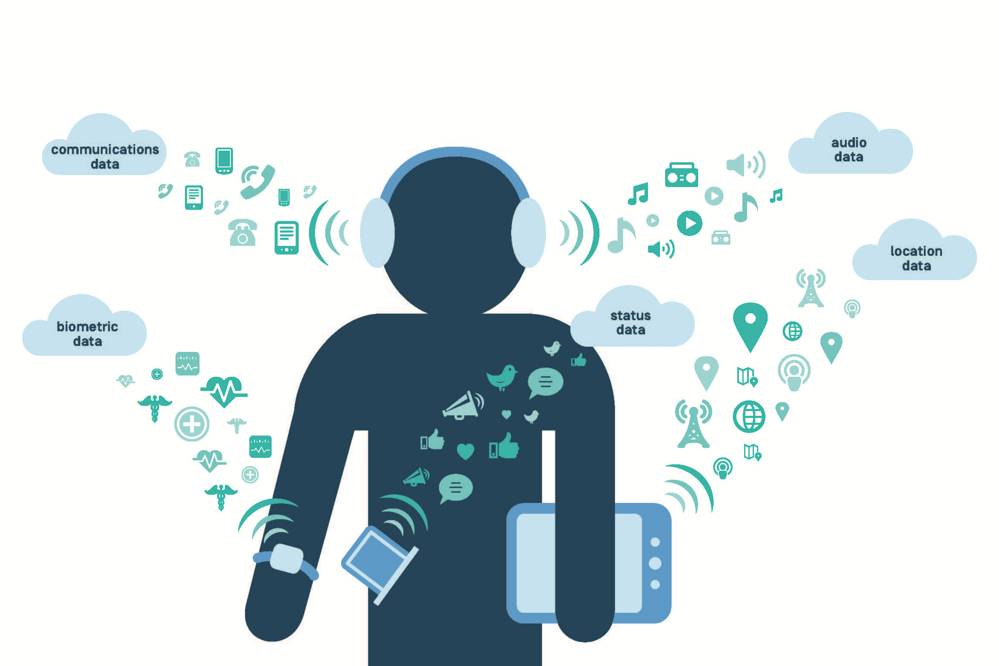 communications
data
audio
data
location
data
status
data
biometric
data